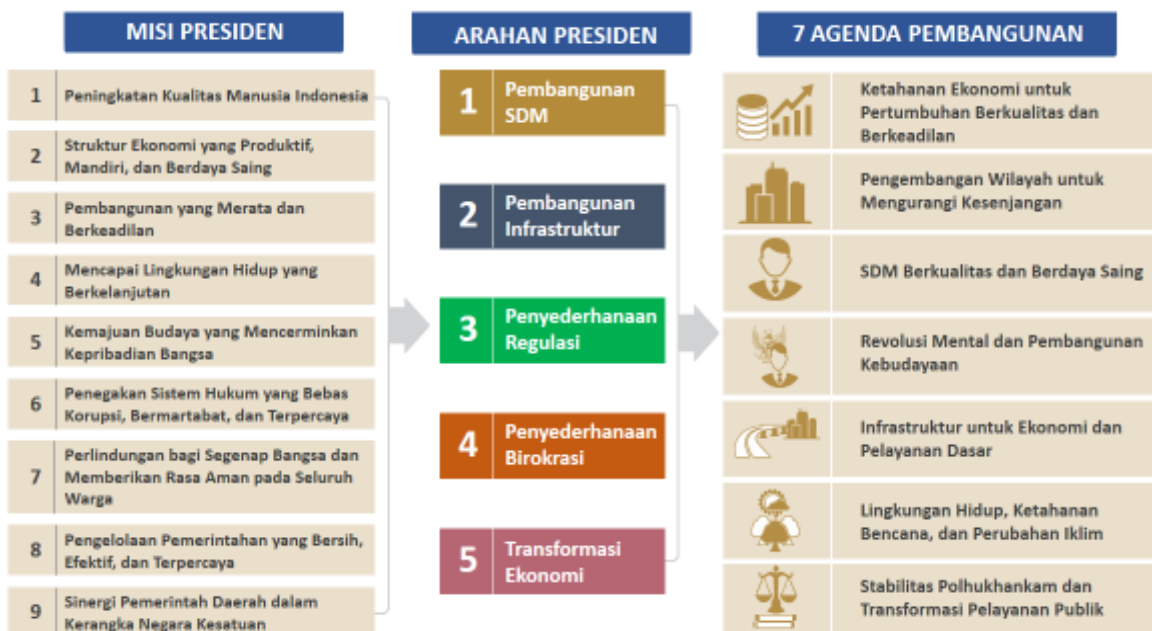 MISI PRESIDEN
1
Peningkatan Kualitas Manusia Indonesia
2
Struktur Ekonomi yang Produktif,
Mandiri, dan Berdaya Saing
3
Pembangunan yang Merata dan
Berkeadilan
4
Mencapai Lingkungan Hidup yang
Berkelanjutan
5
Kemajuan Budaya yang Mencerminkan
Kepribadian Bangsa
6
Penegakan Sistem Hukum yang Bebas
Korupsi, Bermartabat, dan Terpercaya
7
Perlindungan bagi Segenap Bangsa dan
Memberikan Rasa Aman pada Seluruh
Warga
8
Pengelolaan Pemerintahan yang Bersih,
Efektif, dan Terpercaya
9
Sinergi Pemerintah Daerah dalam
Kerangka Negara Kesatuan
ARAHAN PRESIDEN
1
Pembangunan
SDM
2
Pembangunan
Infrastruktur
3
Penyederhanaan
Regulasi
4
Penyederhanaan
Birokrasi
5
Transformasi
Ekonomi
7 AGENDA PEMBANGUNAN
Ketahanan Ekonomi untuk
Pertumbuhan Berkualitas dan
Berkeadilan
Pengembangan Wilayah untuk
Mengurangi Kesenjangan
SDM Berkualitas dan Berdaya Saing
Revolusi Mental dan Pembangunan
Kebudayaan
Infrastruktur untuk Ekonomi dan
Pelayanan Dasar
Lingkungan Hidup, Ketahanan
Bencana, dan Perubahan Iklim
Stabilitas Polhukhankam dan
Transformasi Pelayanan Publik